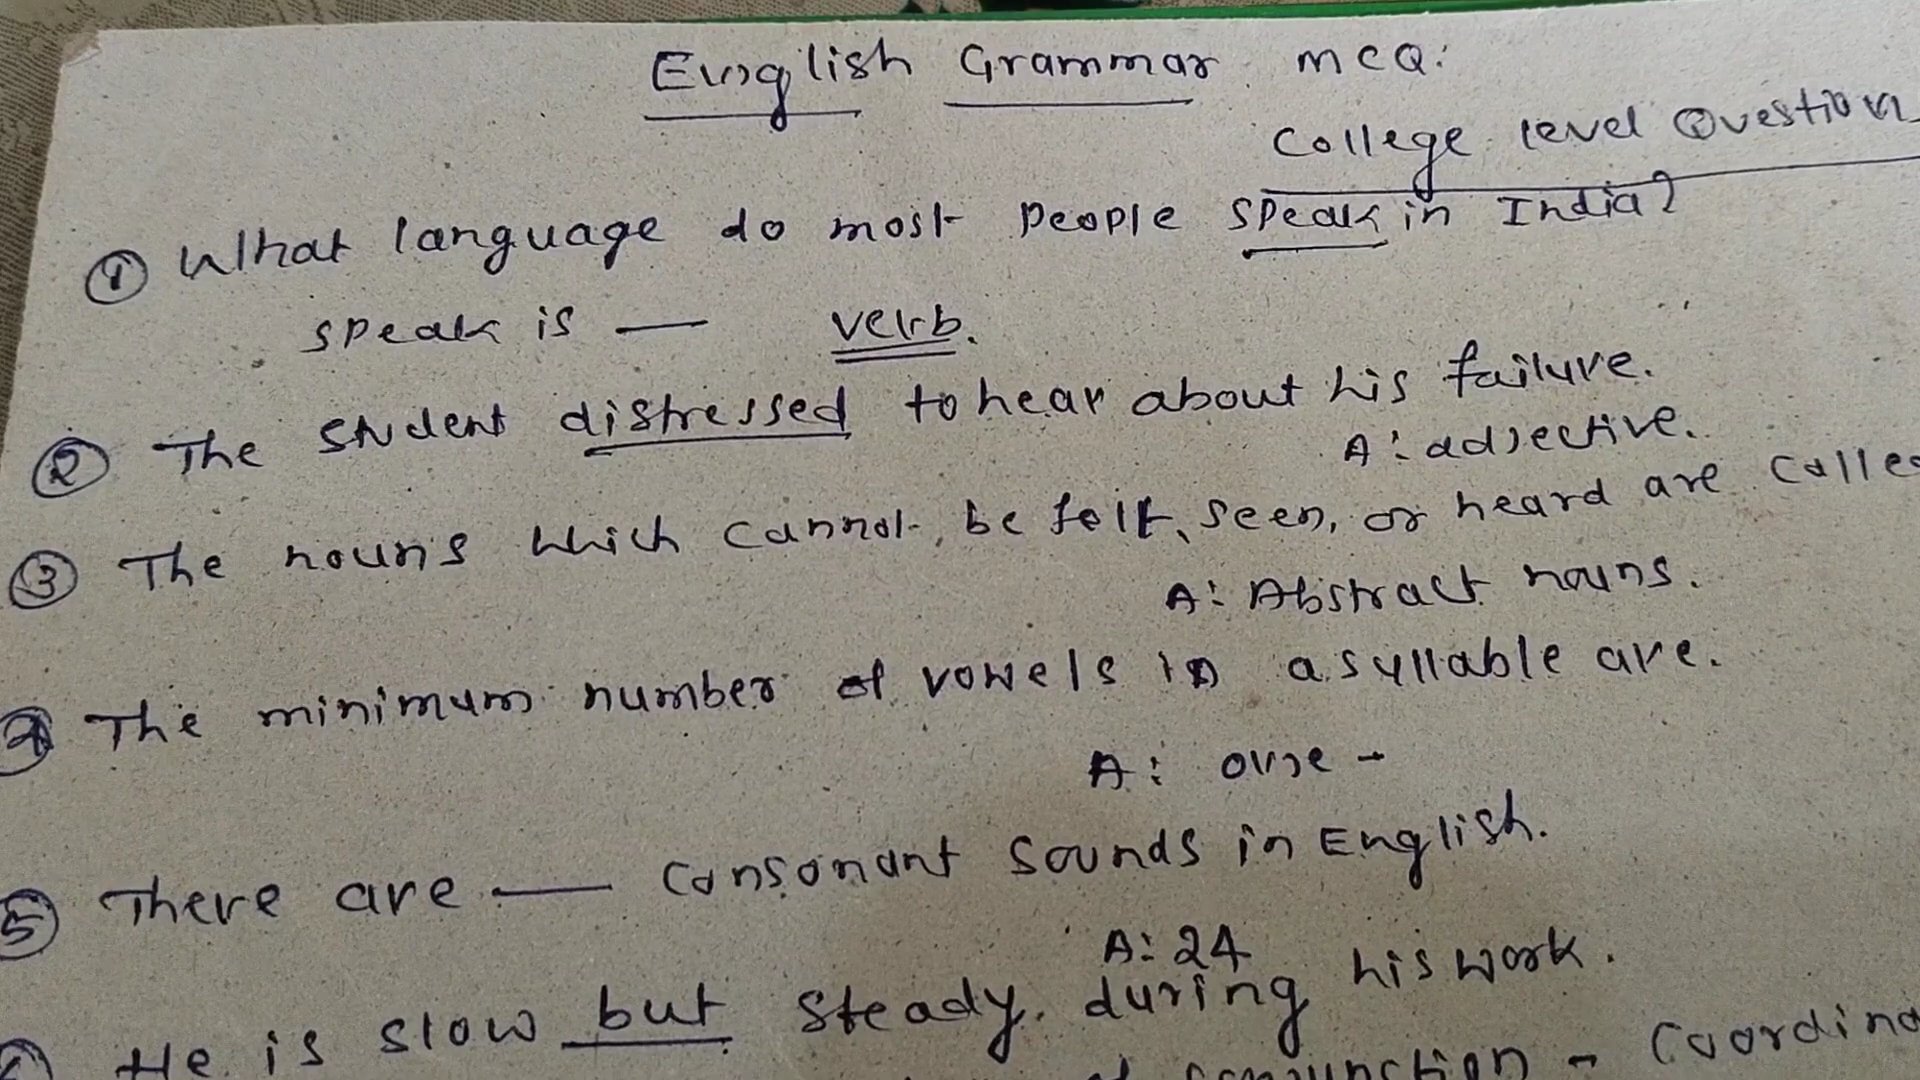 English Grammar MCQ:
College level Question
① What language do most People speak in India?
speak is — verb.
② The student distressed to hear about his failure.
A: adjective.
③ The nouns which cannot be felt, seen, or heard are calle
A: Abstract nouns.
④ The minimum number of vowels in a syllable are.
A: one -
⑤ There are — consonant sounds in English.
A: 24
He is slow but steady during his work.
conjunction - Coordina